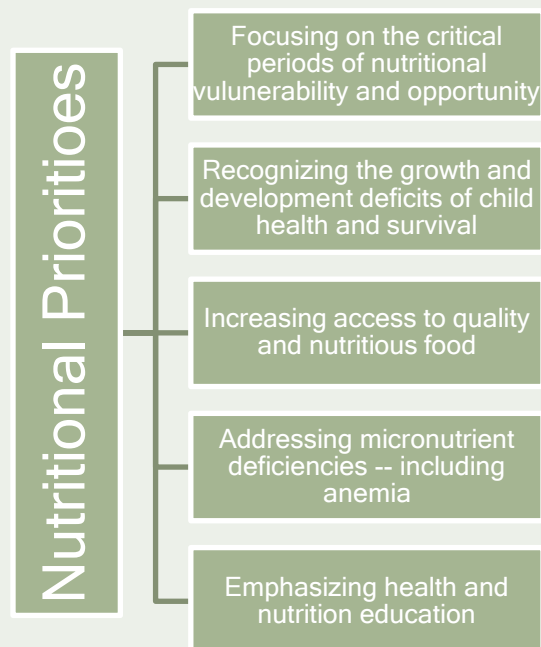 Nutritional Prioritioes
Focusing on the critical
periods of nutritional
vulunerability and opportunity
Recognizing the growth and
development deficits of child
health and survival
Increasing access to quality
and nutritious food
Addressing micronutrient
deficiencies -- including
anemia
Emphasizing health and
nutrition education